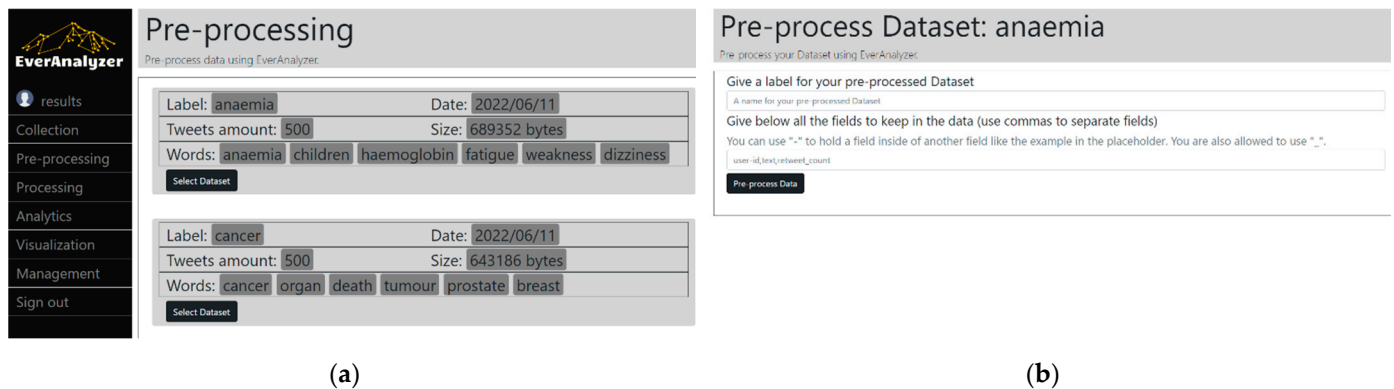 EverAnalyzer
results
Collection
Pre-processing
Processing
Analytics
Visualization
Management
Sign out
Pre-processing
Pre-process data using EverAnalyzer.
Label: anaemia Date: 2022/06/11
Tweets amount: 500 Size: 689352 bytes
Words: anaemia children haemoglobin fatigue weakness dizziness
Select Dataset
Label: cancer Date: 2022/06/11
Tweets amount: 500 Size: 643186 bytes
Words: cancer organ death tumour prostate breast
Select Dataset
(a)
Pre-process Dataset: anaemia
Pre-process your Dataset using EverAnalyzer.
Give a label for your pre-processed Dataset
A name for your pre-processed Dataset
Give below all the fields to keep in the data (use commas to separate fields)
You can use "-" to hold a field inside of another field like the example in the placeholder. You are also allowed to use "_".
user-id,text,retweet_count
Pre-process Data
(b)